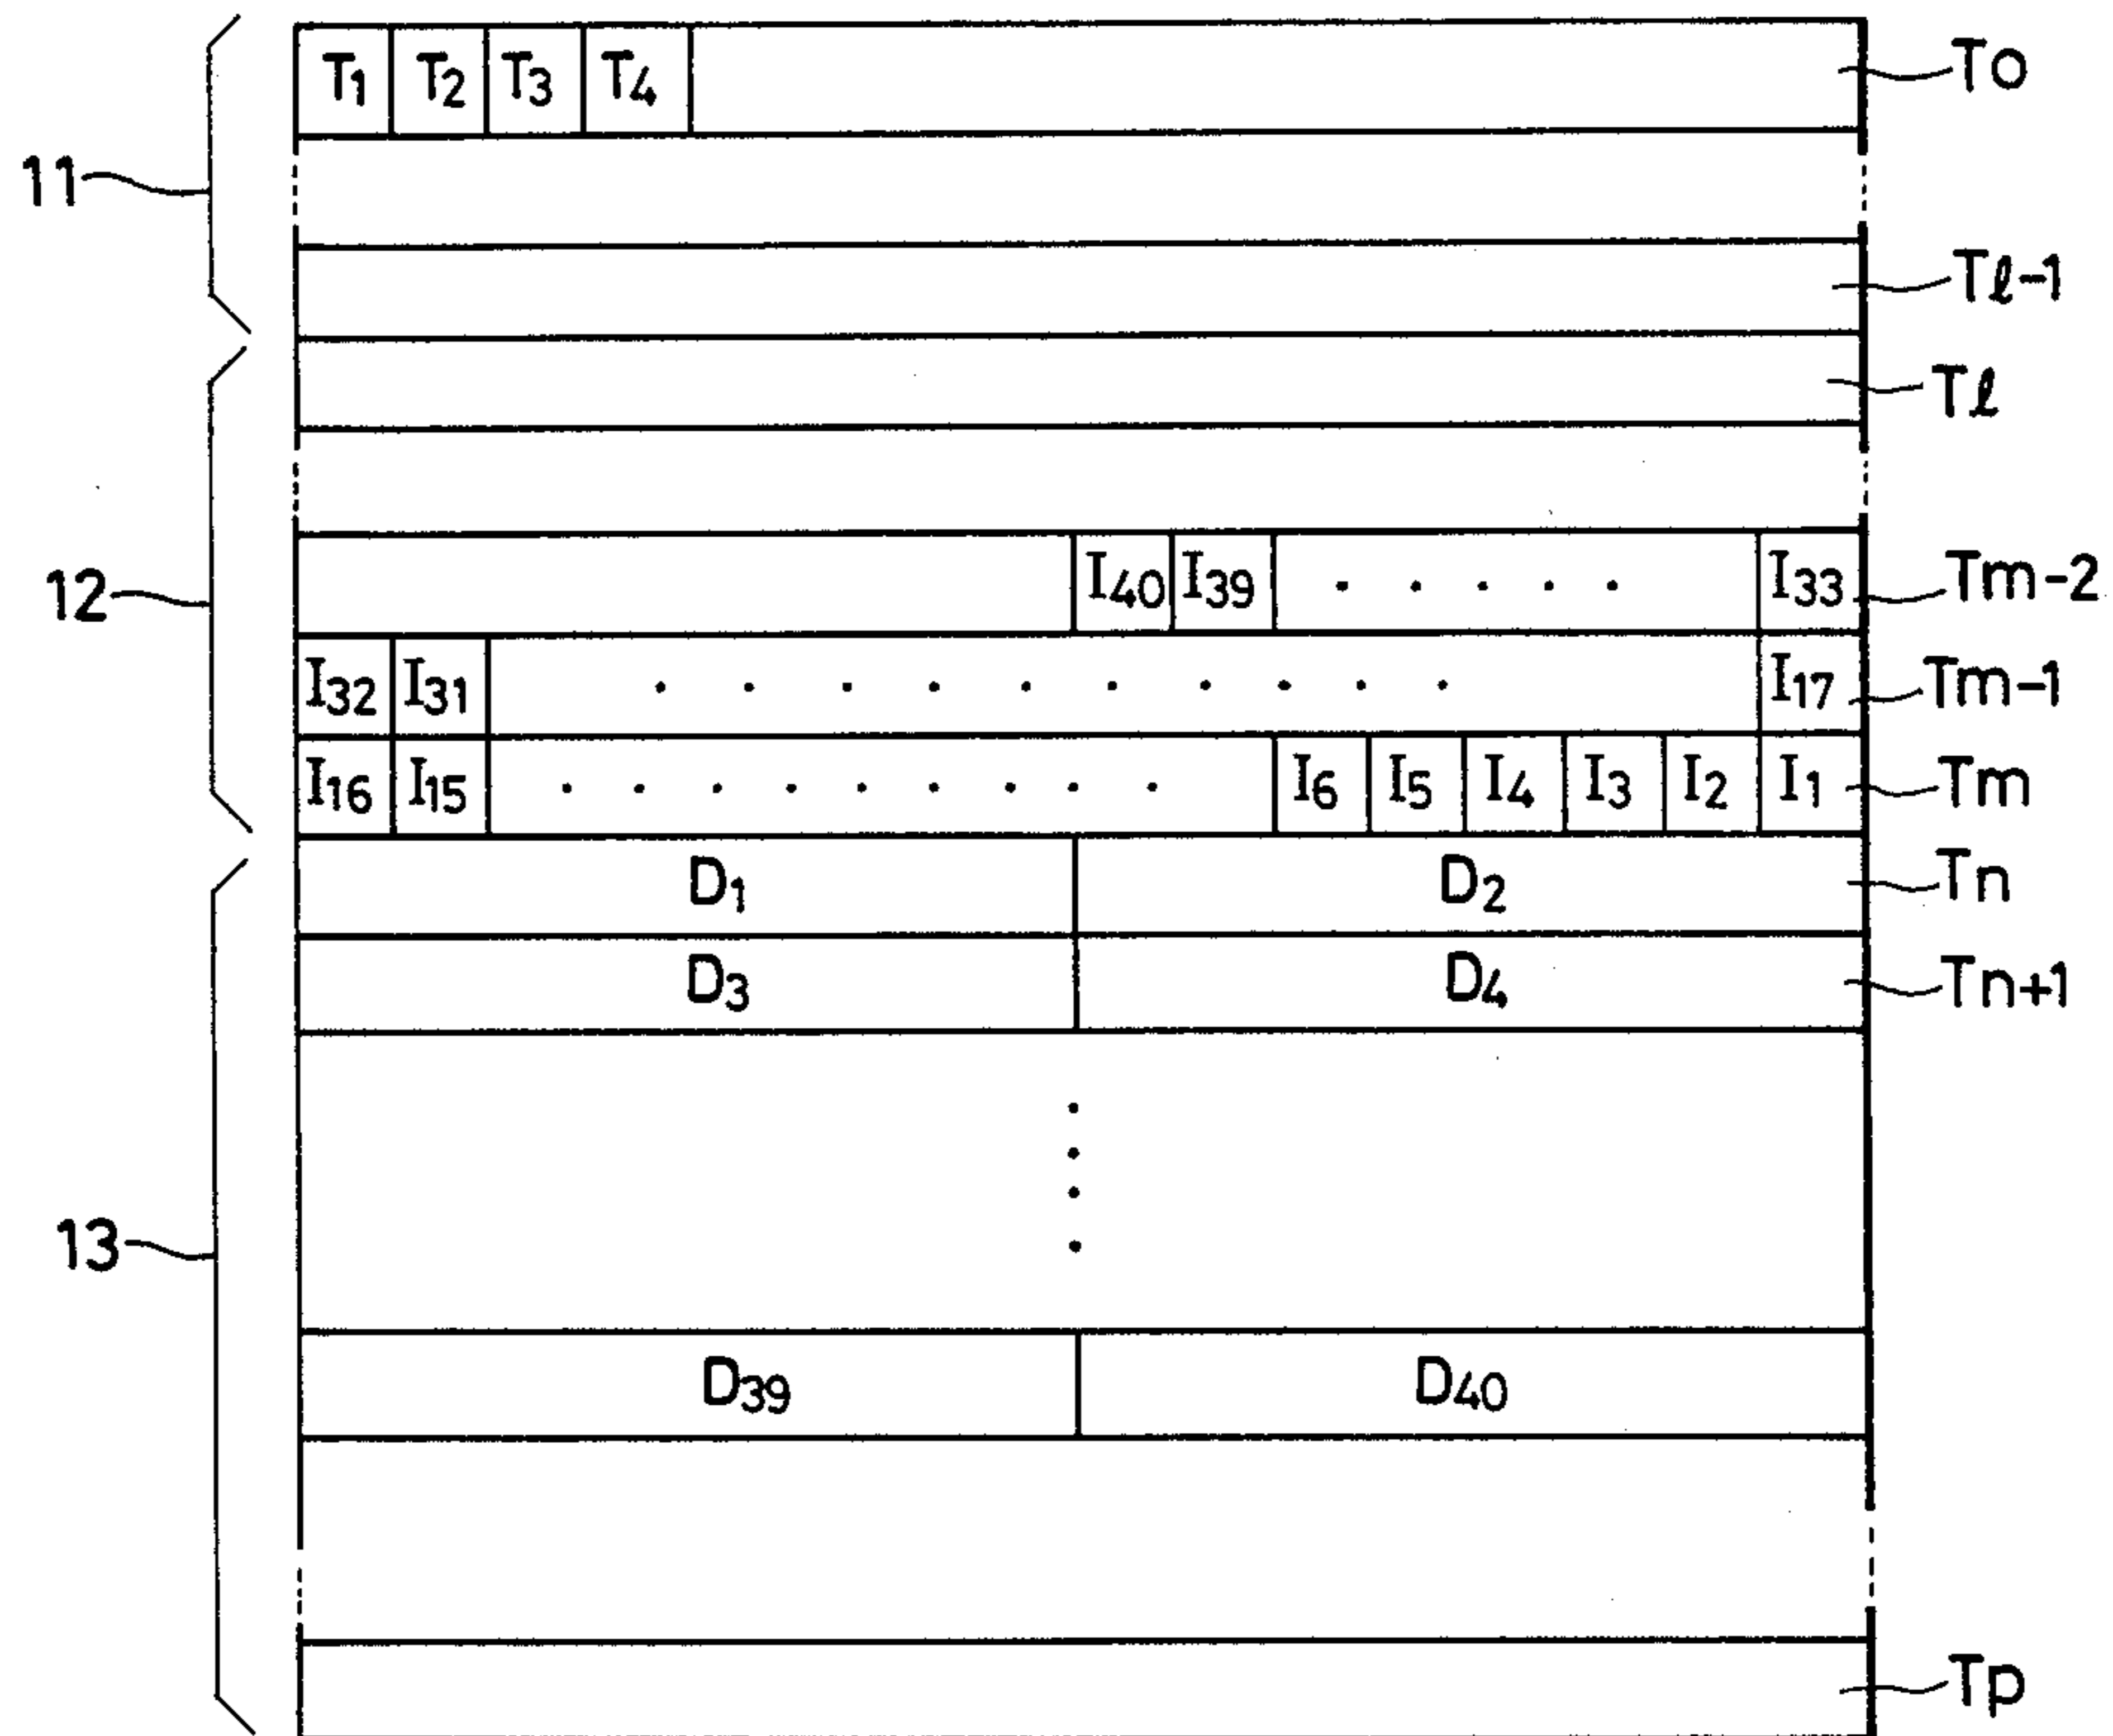 T1 T2 T3 T4 To
11
Tℓ-1
Tℓ
I40 I39 . . . . . I33 Tm-2
12
I32 I31 . . . . . . . . . . I17 Tm-1
I16 I15 . . . . . . . . . I6 I5 I4 I3 I2 I1 Tm
D1 D2 Tn
D3 D4 Tn+1
13
D39 D40
Tp